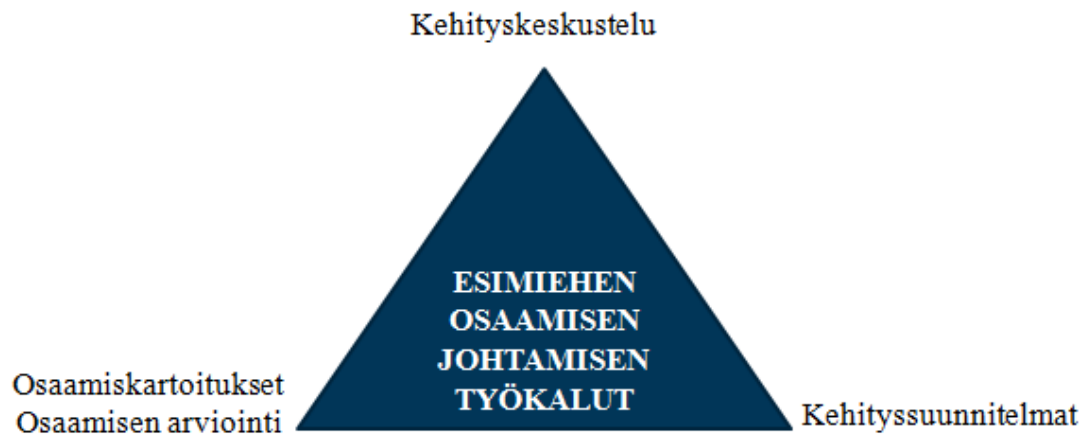 Kehityskeskustelu
ESIMIEHEN
OSAAMISEN
JOHTAMISEN
TYÖKALUT
Osaamiskartoitukset
Osaamisen arviointi
Kehityssuunnitelmat